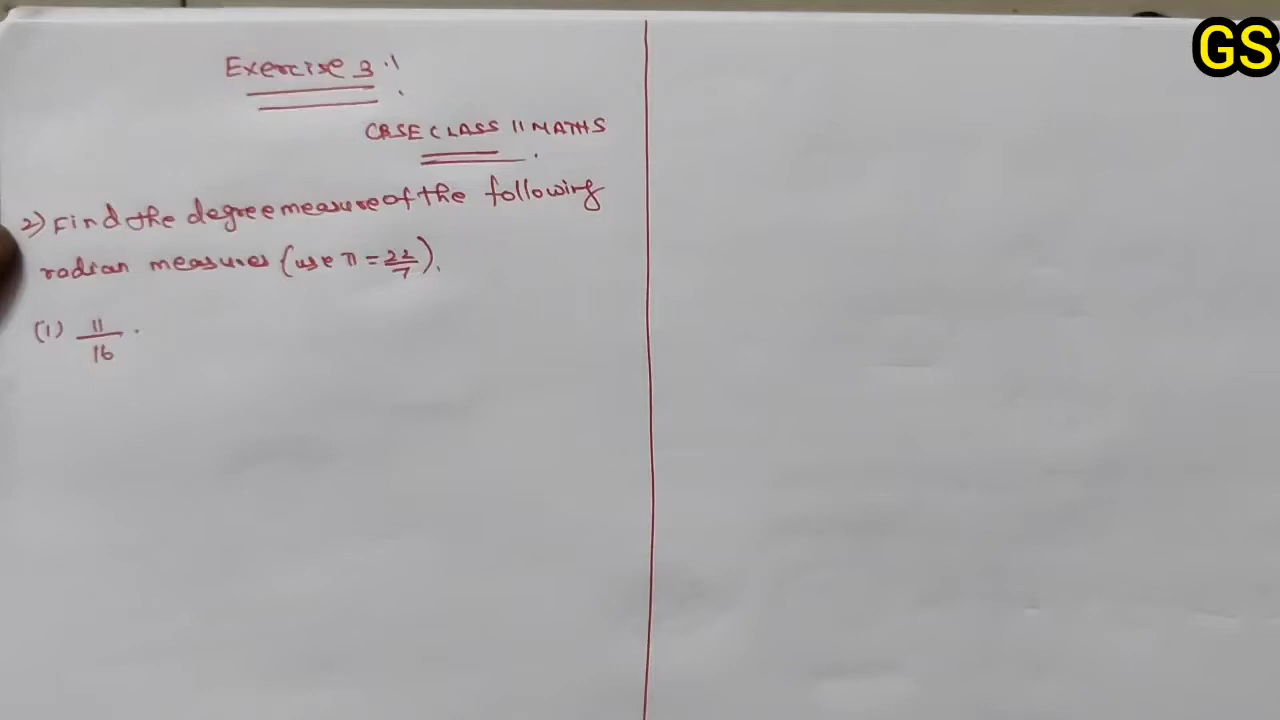 Exercise 3.1
CBSE CLASS 11 MATHS
2) Find the degree measure of the following
radian measures (use π = 22/7).
(1) 11/16.
GS